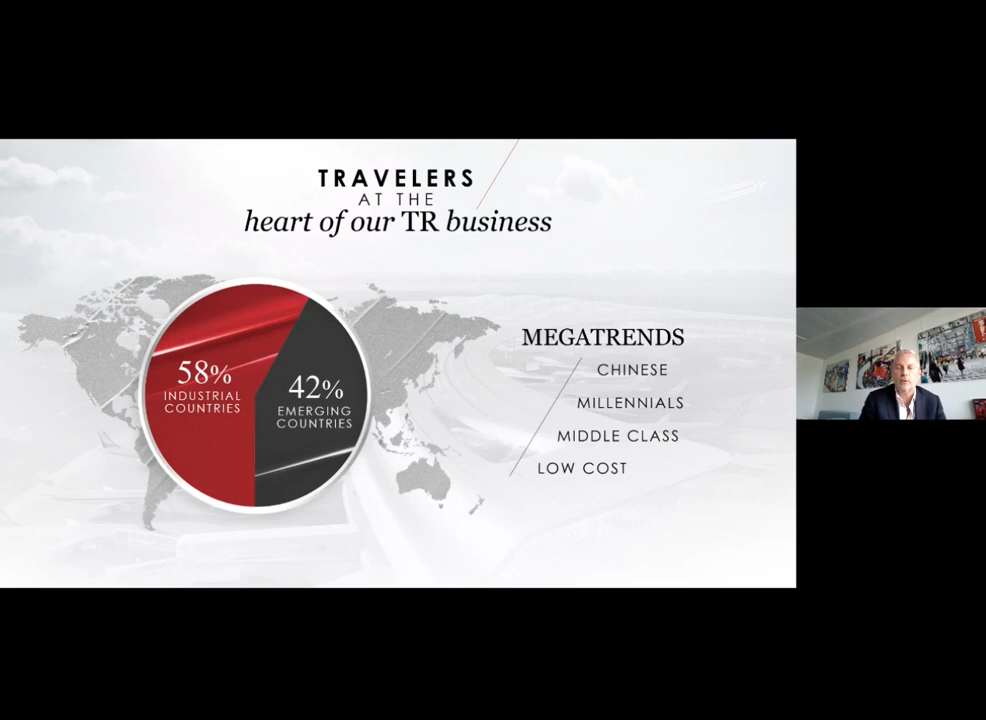 TRAVELERS
AT THE
heart of our TR business
58%
INDUSTRIAL
COUNTRIES
42%
EMERGING
COUNTRIES
MEGATRENDS
CHINESE
MILLENNIALS
MIDDLE CLASS
LOW COST